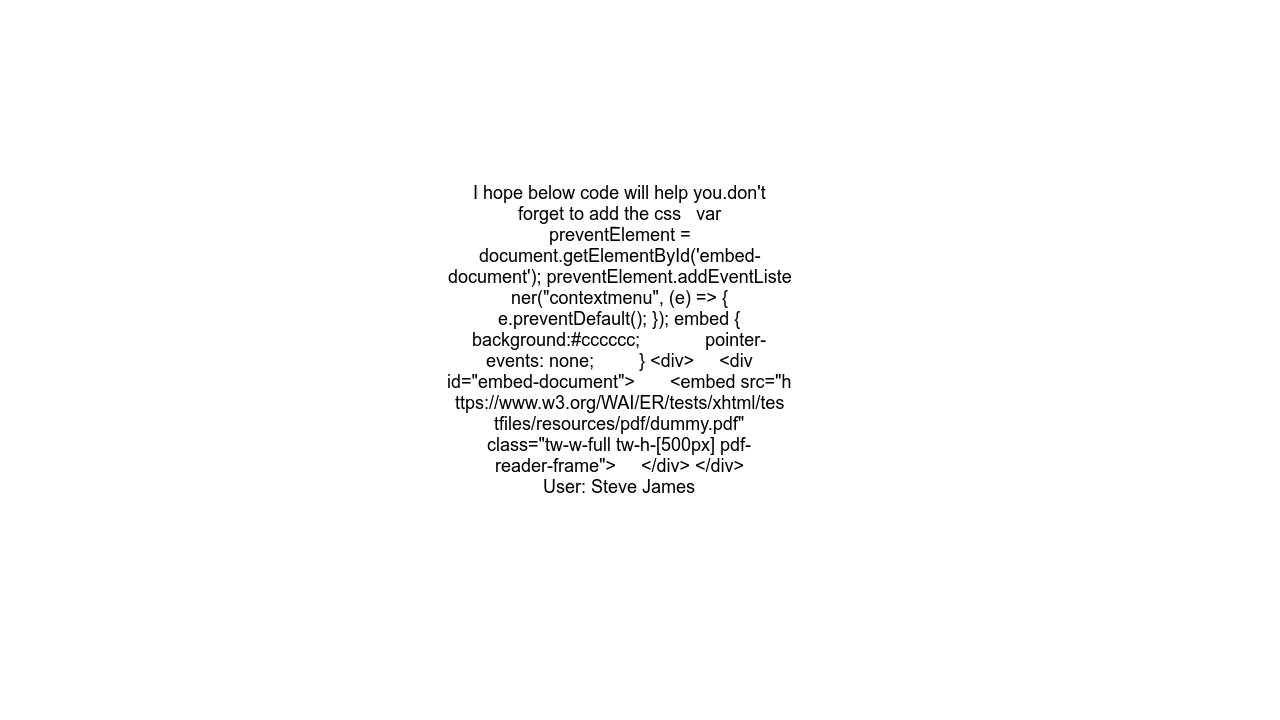 I hope below code will help you.don't
forget to add the css   var
preventElement =
document.getElementById('embed-
document'); preventElement.addEventListe
ner("contextmenu", (e) => {
e.preventDefault(); }); embed {
background:#cccccc;             pointer-
events: none;         } <div>     <div
id="embed-document">       <embed src="h
ttps://www.w3.org/WAI/ER/tests/xhtml/tes
tfiles/resources/pdf/dummy.pdf"
class="tw-w-full tw-h-[500px] pdf-
reader-frame">     </div> </div>
User: Steve James